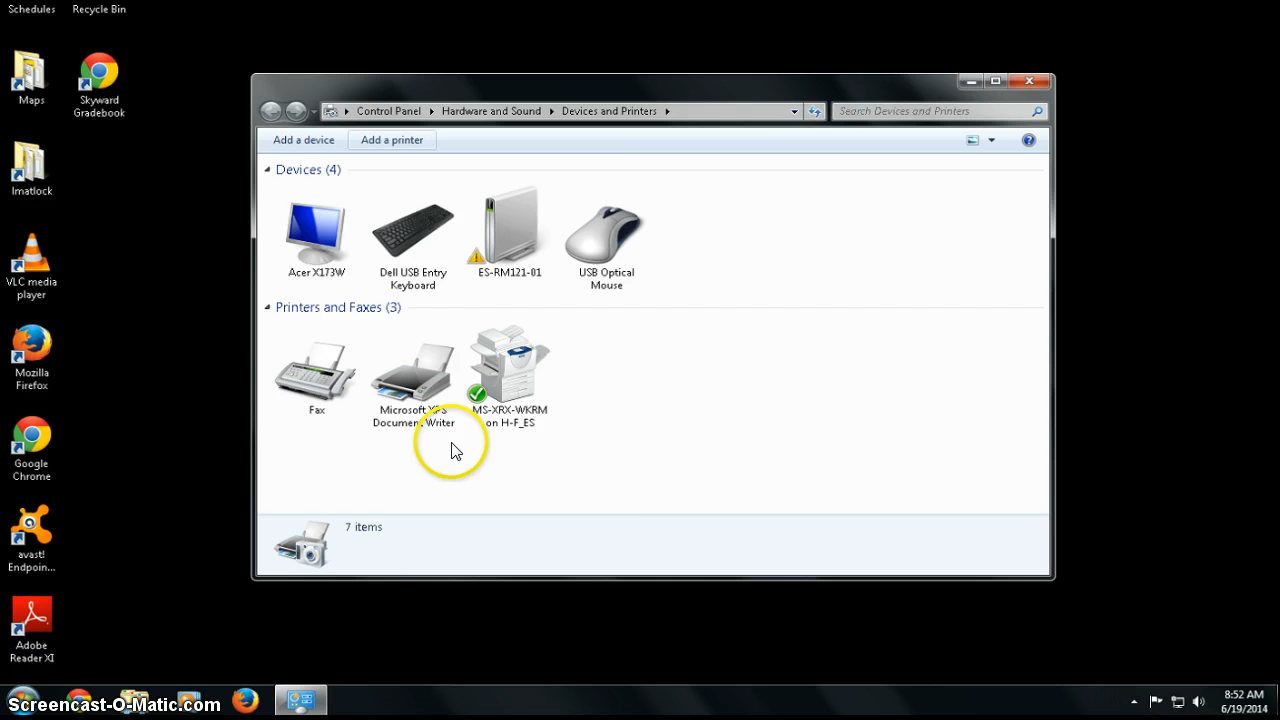 Schedules
Recycle Bin
Maps
Skyward
Gradebook
lmatlock
VLC media
player
Mozilla
Firefox
Google
Chrome
avast!
Endpoin...
Adobe
Reader XI
Control Panel
Hardware and Sound
Devices and Printers
Search Devices and Printers
Add a device
Add a printer
Devices (4)
Acer X173W
Dell USB Entry
Keyboard
ES-RM121-01
USB Optical
Mouse
Printers and Faxes (3)
Fax
Microsoft XPS
Document Writer
MS-XRX-WKRM
on H-F_ES
7 items
Screencast-O-Matic.com
8:52 AM
6/19/2014